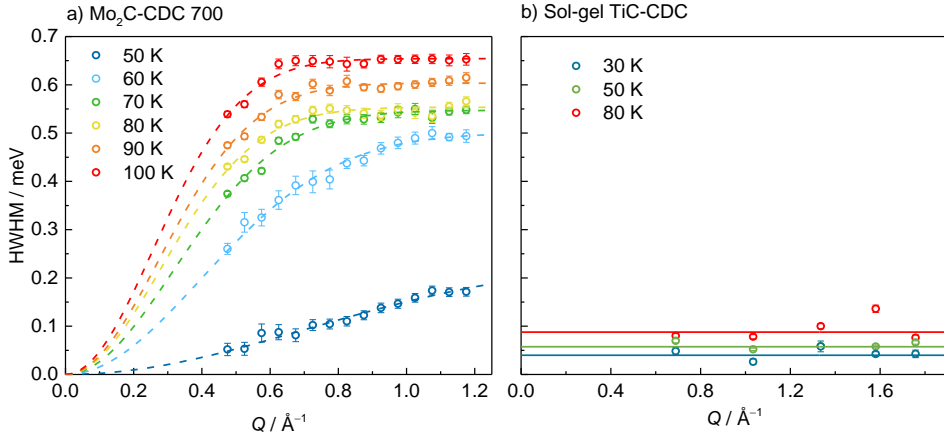 a) Mo₂C-CDC 700
b) Sol-gel TiC-CDC
0.7
0.6
0.5
0.4
0.3
0.2
0.1
0.0
HWHM / meV
50 K
60 K
70 K
80 K
90 K
100 K
30 K
50 K
80 K
0.0 0.2 0.4 0.6 0.8 1.0 1.2
0.0 0.4 0.8 1.2 1.6
Q / Å⁻¹
Q / Å⁻¹